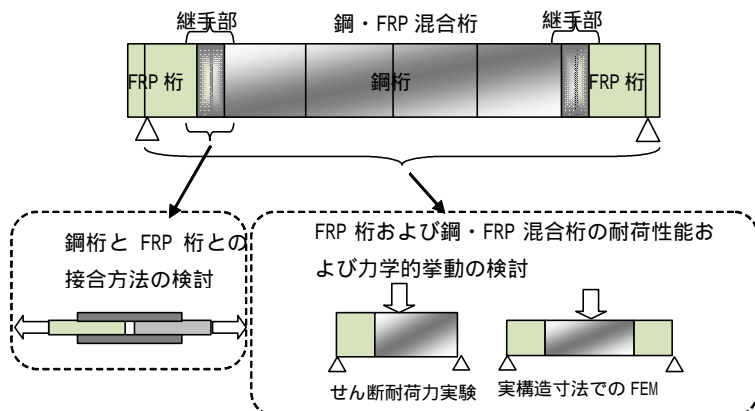 継手部
鋼・FRP 混合桁
継手部
FRP 桁
鋼桁
FRP 桁
鋼桁と FRP 桁との
接合方法の検討
FRP 桁および鋼・FRP 混合桁の耐荷性能お
よび力学的挙動の検討
せん断耐荷力実験
実構造寸法での FEM